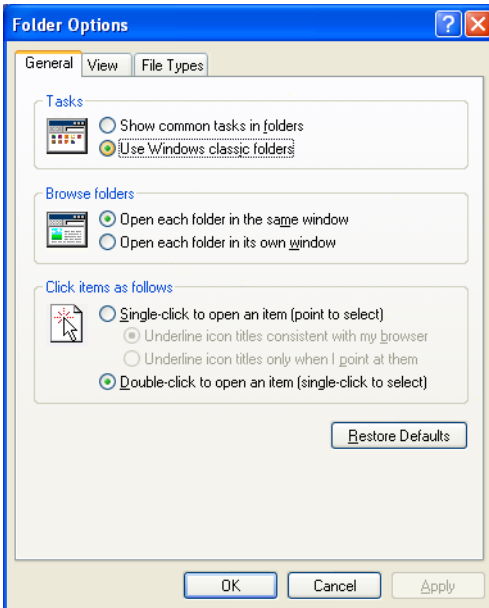 Folder Options
General View File Types
Tasks
Show common tasks in folders
Use Windows classic folders
Browse folders
Open each folder in the same window
Open each folder in its own window
Click items as follows
Single-click to open an item (point to select)
Underline icon titles consistent with my browser
Underline icon titles only when I point at them
Double-click to open an item (single-click to select)
Restore Defaults
OK Cancel Apply